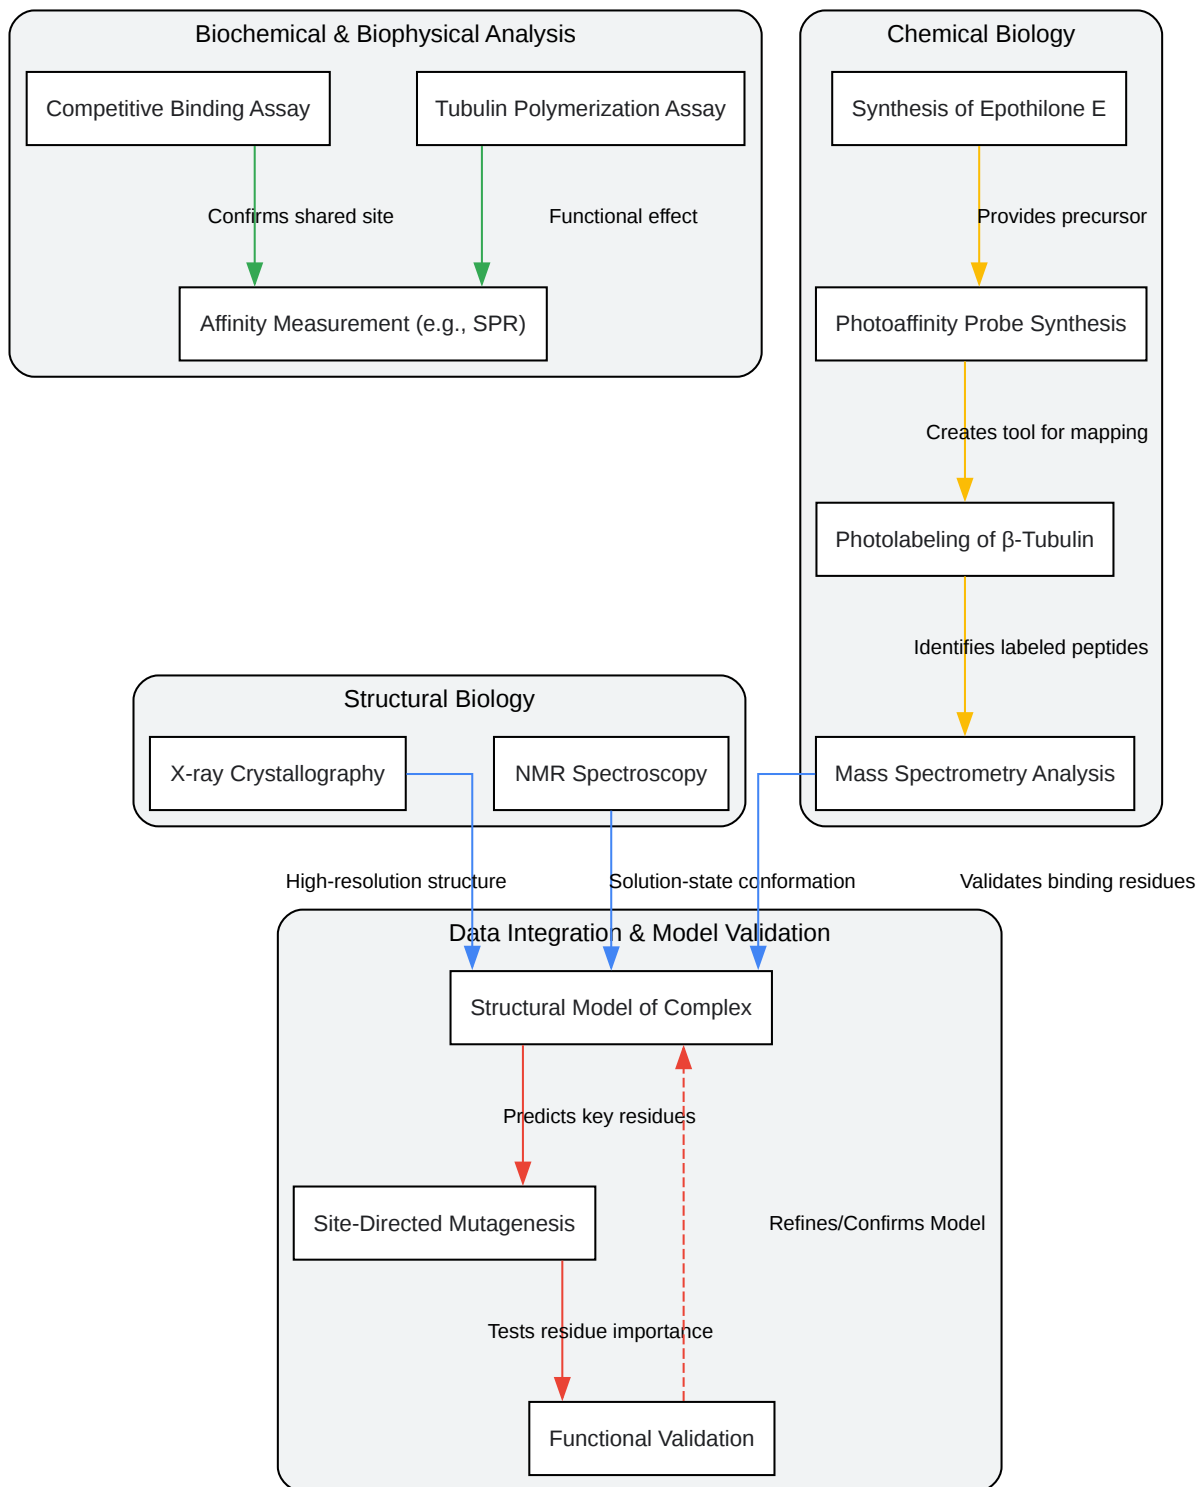 Biochemical & Biophysical Analysis
Competitive Binding Assay
Tubulin Polymerization Assay
Confirms shared site
Functional effect
Affinity Measurement (e.g., SPR)
Chemical Biology
Synthesis of Epothilone E
Provides precursor
Photoaffinity Probe Synthesis
Creates tool for mapping
Photolabeling of β-Tubulin
Identifies labeled peptides
Mass Spectrometry Analysis
Structural Biology
X-ray Crystallography
NMR Spectroscopy
High-resolution structure
Solution-state conformation
Validates binding residues
Data Integration & Model Validation
Structural Model of Complex
Predicts key residues
Site-Directed Mutagenesis
Refines/Confirms Model
Tests residue importance
Functional Validation